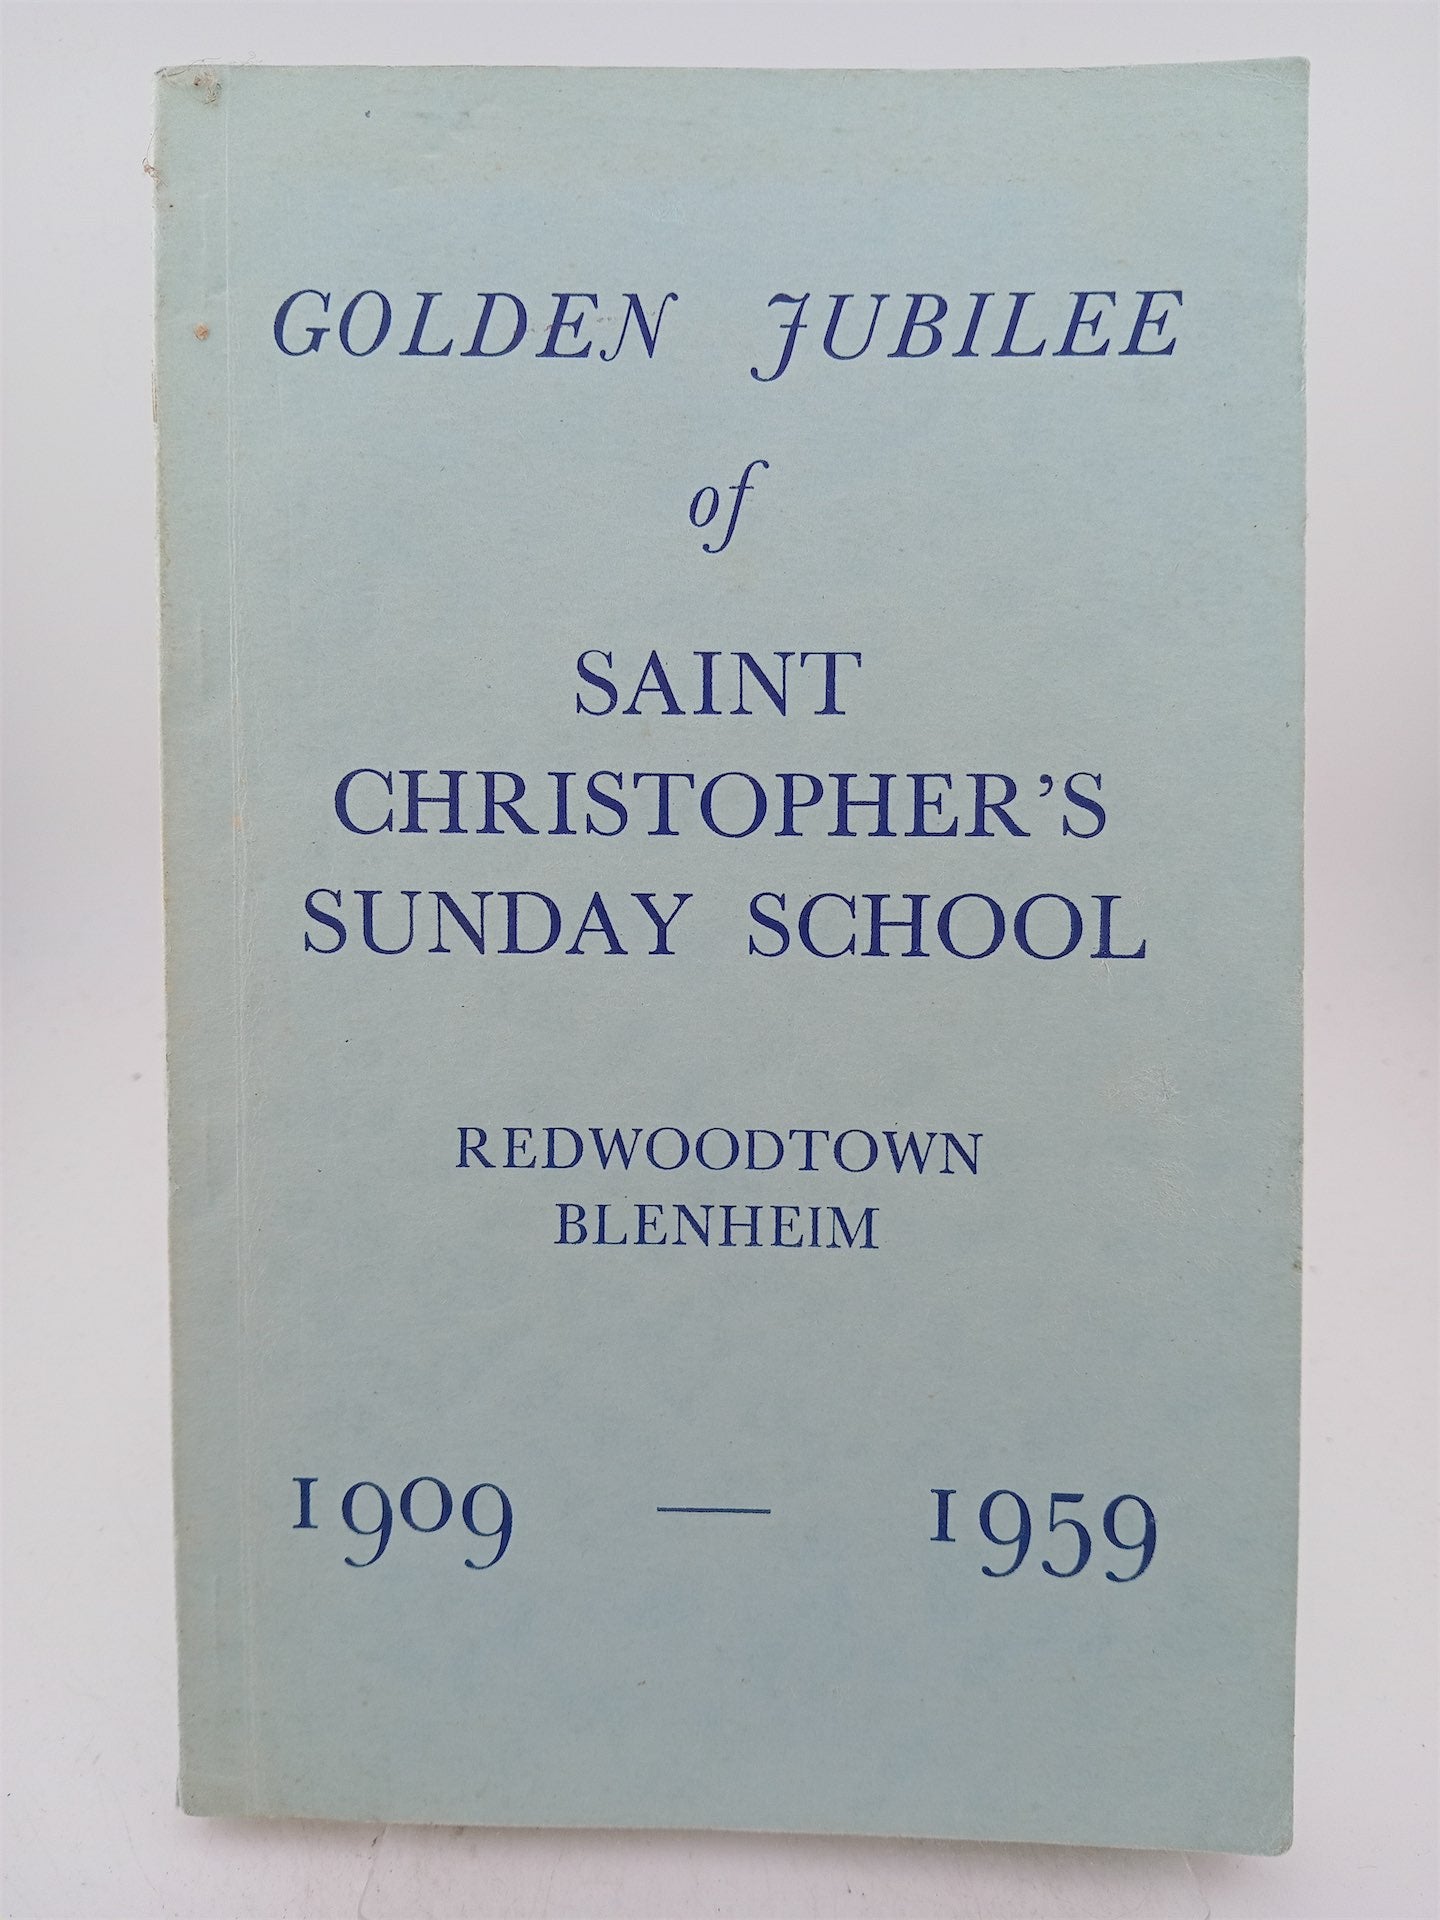 GOLDEN JUBILEE
of
SAINT
CHRISTOPHER’S
SUNDAY SCHOOL
REDWOODTOWN
BLENHEIM
1909 — 1959